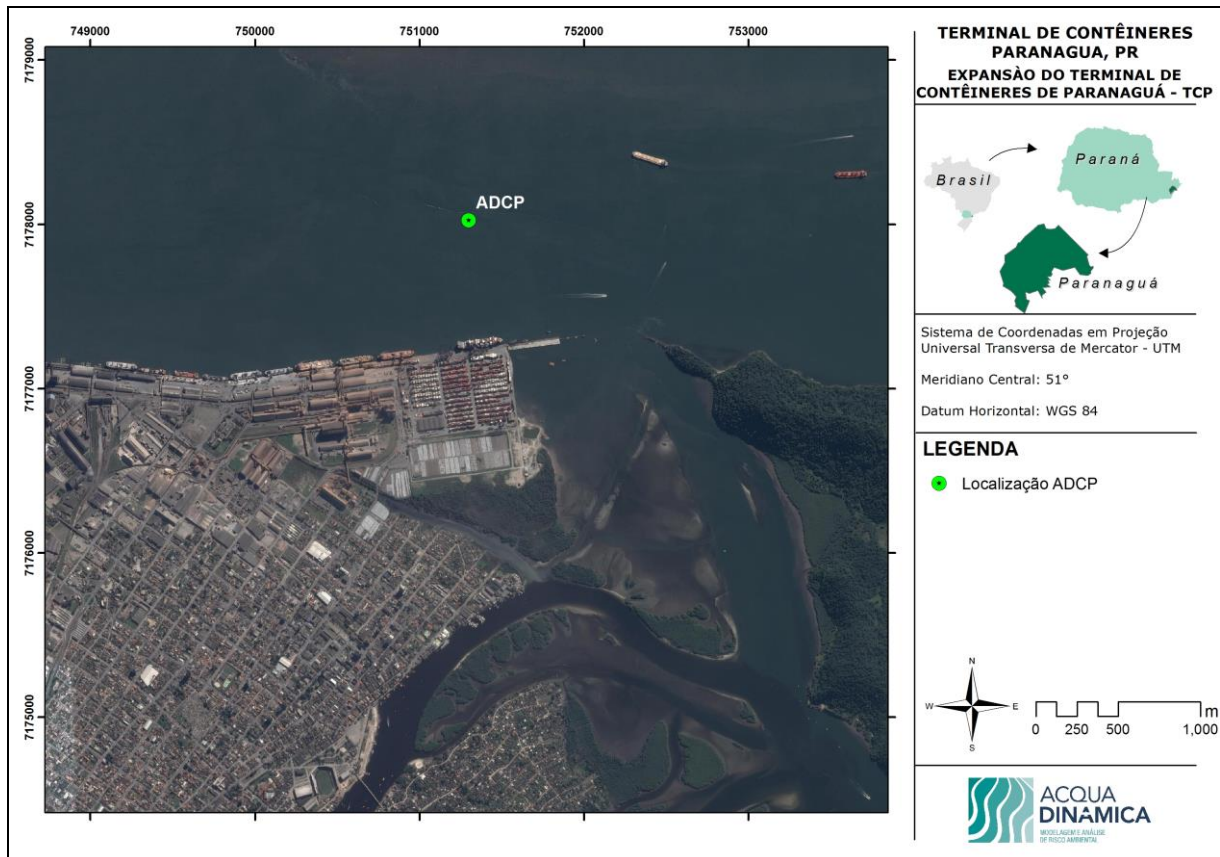 749000
750000
751000
752000
753000
7179000
7178000
7177000
7176000
7175000
ADCP
TERMINAL DE CONTÊINERES
PARANAGUA, PR
EXPANSÀO DO TERMINAL DE
CONTÊINERES DE PARANAGUÁ - TCP
Brasil
Paraná
Paranaguá
Sistema de Coordenadas em Projeção
Universal Transversa de Mercator - UTM
Meridiano Central: 51°
Datum Horizontal: WGS 84
LEGENDA
Localização ADCP
N
W
E
S
m
0 250 500 1,000
ACQUA
DINÂMICA
MODELAGEM E ANÁLISE
DE RISCO AMBIENTAL